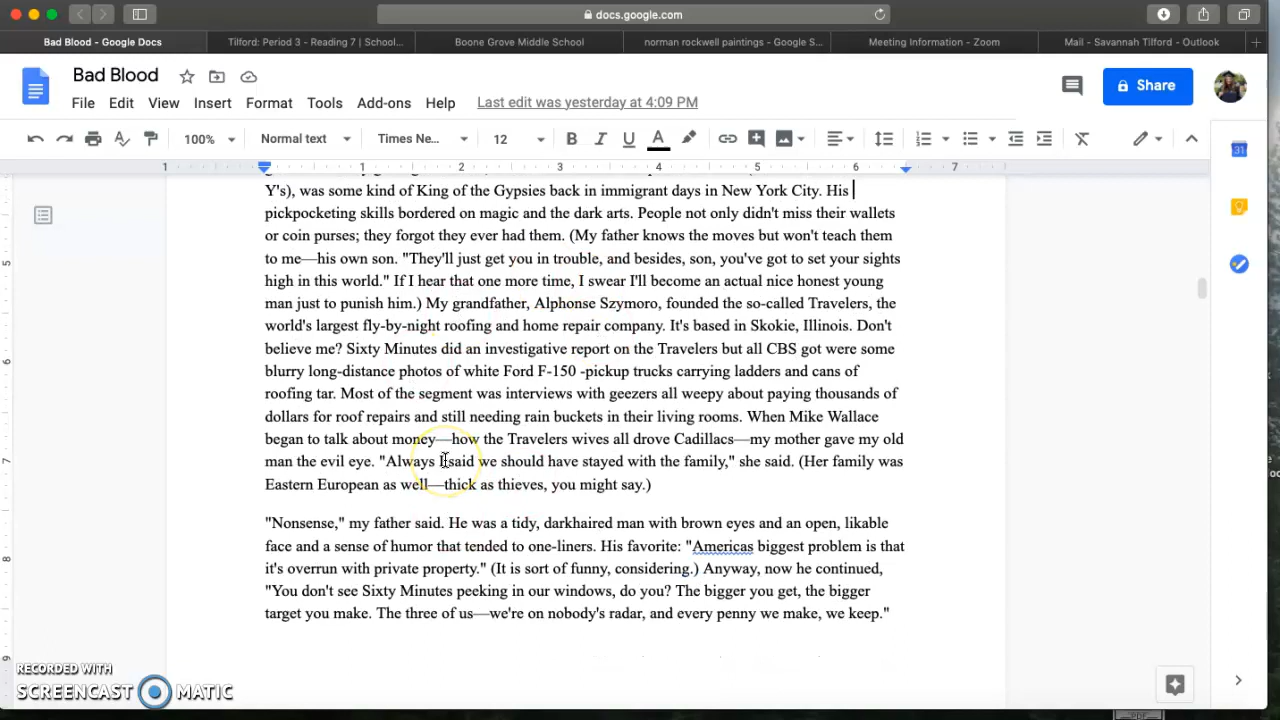 docs.google.com
Bad Blood - Google Docs
Tilford: Period 3 - Reading 7 | School...
Boone Grove Middle School
norman rockwell paintings - Google S...
Meeting Information - Zoom
Mail - Savannah Tilford - Outlook
Bad Blood
File Edit View Insert Format Tools Add-ons Help Last edit was yesterday at 4:09 PM
Share
100% Normal text Times Ne... 12
1 1 2 3 4 5 6 7
Y's), was some kind of King of the Gypsies back in immigrant days in New York City. His
pickpocketing skills bordered on magic and the dark arts. People not only didn't miss their wallets
or coin purses; they forgot they ever had them. (My father knows the moves but won't teach them
to me—his own son. "They'll just get you in trouble, and besides, son, you've got to set your sights
high in this world." If I hear that one more time, I swear I'll become an actual nice honest young
man just to punish him.) My grandfather, Alphonse Szymoro, founded the so-called Travelers, the
world's largest fly-by-night roofing and home repair company. It's based in Skokie, Illinois. Don't
believe me? Sixty Minutes did an investigative report on the Travelers but all CBS got were some
blurry long-distance photos of white Ford F-150 -pickup trucks carrying ladders and cans of
roofing tar. Most of the segment was interviews with geezers all weepy about paying thousands of
dollars for roof repairs and still needing rain buckets in their living rooms. When Mike Wallace
began to talk about money—how the Travelers wives all drove Cadillacs—my mother gave my old
man the evil eye. "Always I said we should have stayed with the family," she said. (Her family was
Eastern European as well—thick as thieves, you might say.)
"Nonsense," my father said. He was a tidy, darkhaired man with brown eyes and an open, likable
face and a sense of humor that tended to one-liners. His favorite: "Americas biggest problem is that
it's overrun with private property." (It is sort of funny, considering.) Anyway, now he continued,
"You don't see Sixty Minutes peeking in our windows, do you? The bigger you get, the bigger
target you make. The three of us—we're on nobody's radar, and every penny we make, we keep."
5
6
7
8
9
31
RECORDED WITH
SCREENCAST MATIC